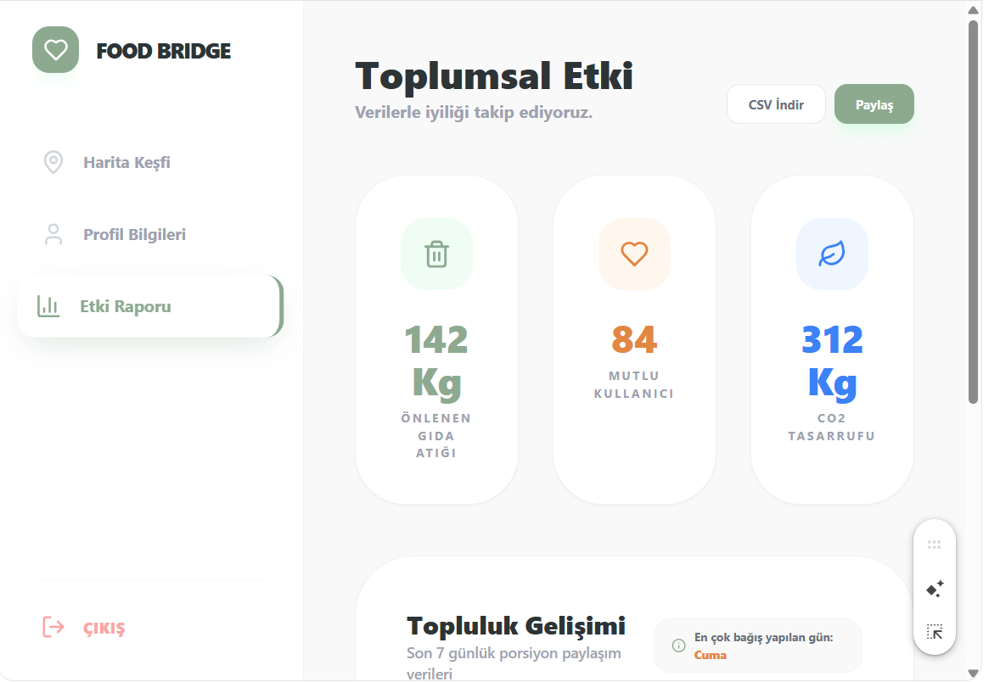 FOOD BRIDGE
Harita Keşfi
Profil Bilgileri
Etki Raporu
ÇIKIŞ
Toplumsal Etki
Verilerle iyiliği takip ediyoruz.
CSV İndir
Paylaş
142
Kg
ÖNLENEN
GIDA
ATIĞI
84
MUTLU
KULLANICI
312
Kg
CO2
TASARRUFU
Topluluk Gelişimi
Son 7 günlük porsiyon paylaşım
verileri
En çok bağış yapılan gün:
Cuma